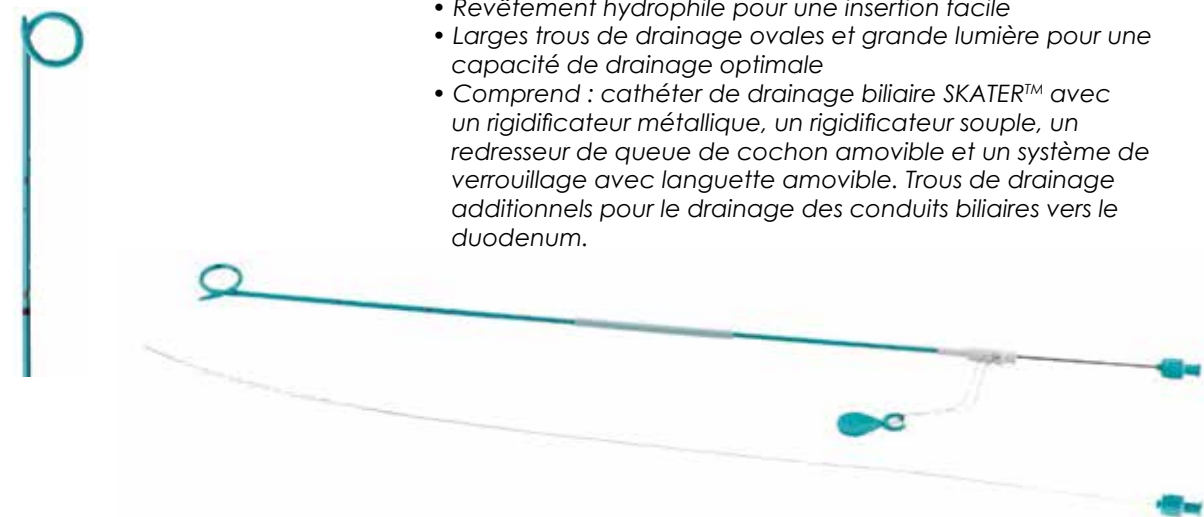 • Revêtement hydrophile pour une insertion facile
• Larges trous de drainage ovales et grande lumière pour une
capacité de drainage optimale
• Comprend : cathéter de drainage biliaire SKATER™ avec
un rigidificateur métallique, un rigidificateur souple, un
redresseur de queue de cochon amovible et un système de
verrouillage avec languette amovible. Trous de drainage
additionnels pour le drainage des conduits biliaires vers le
duodenum.